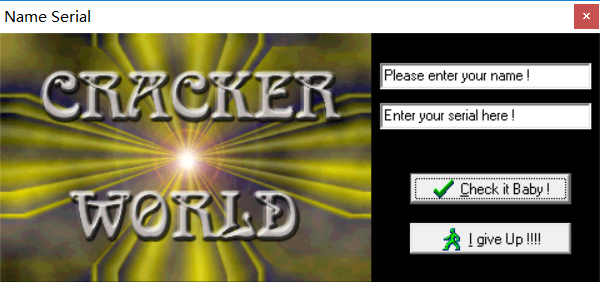 Name Serial
CRACKER
WORLD
Please enter your name !
Enter your serial here !
Check it Baby !
I give Up !!!!